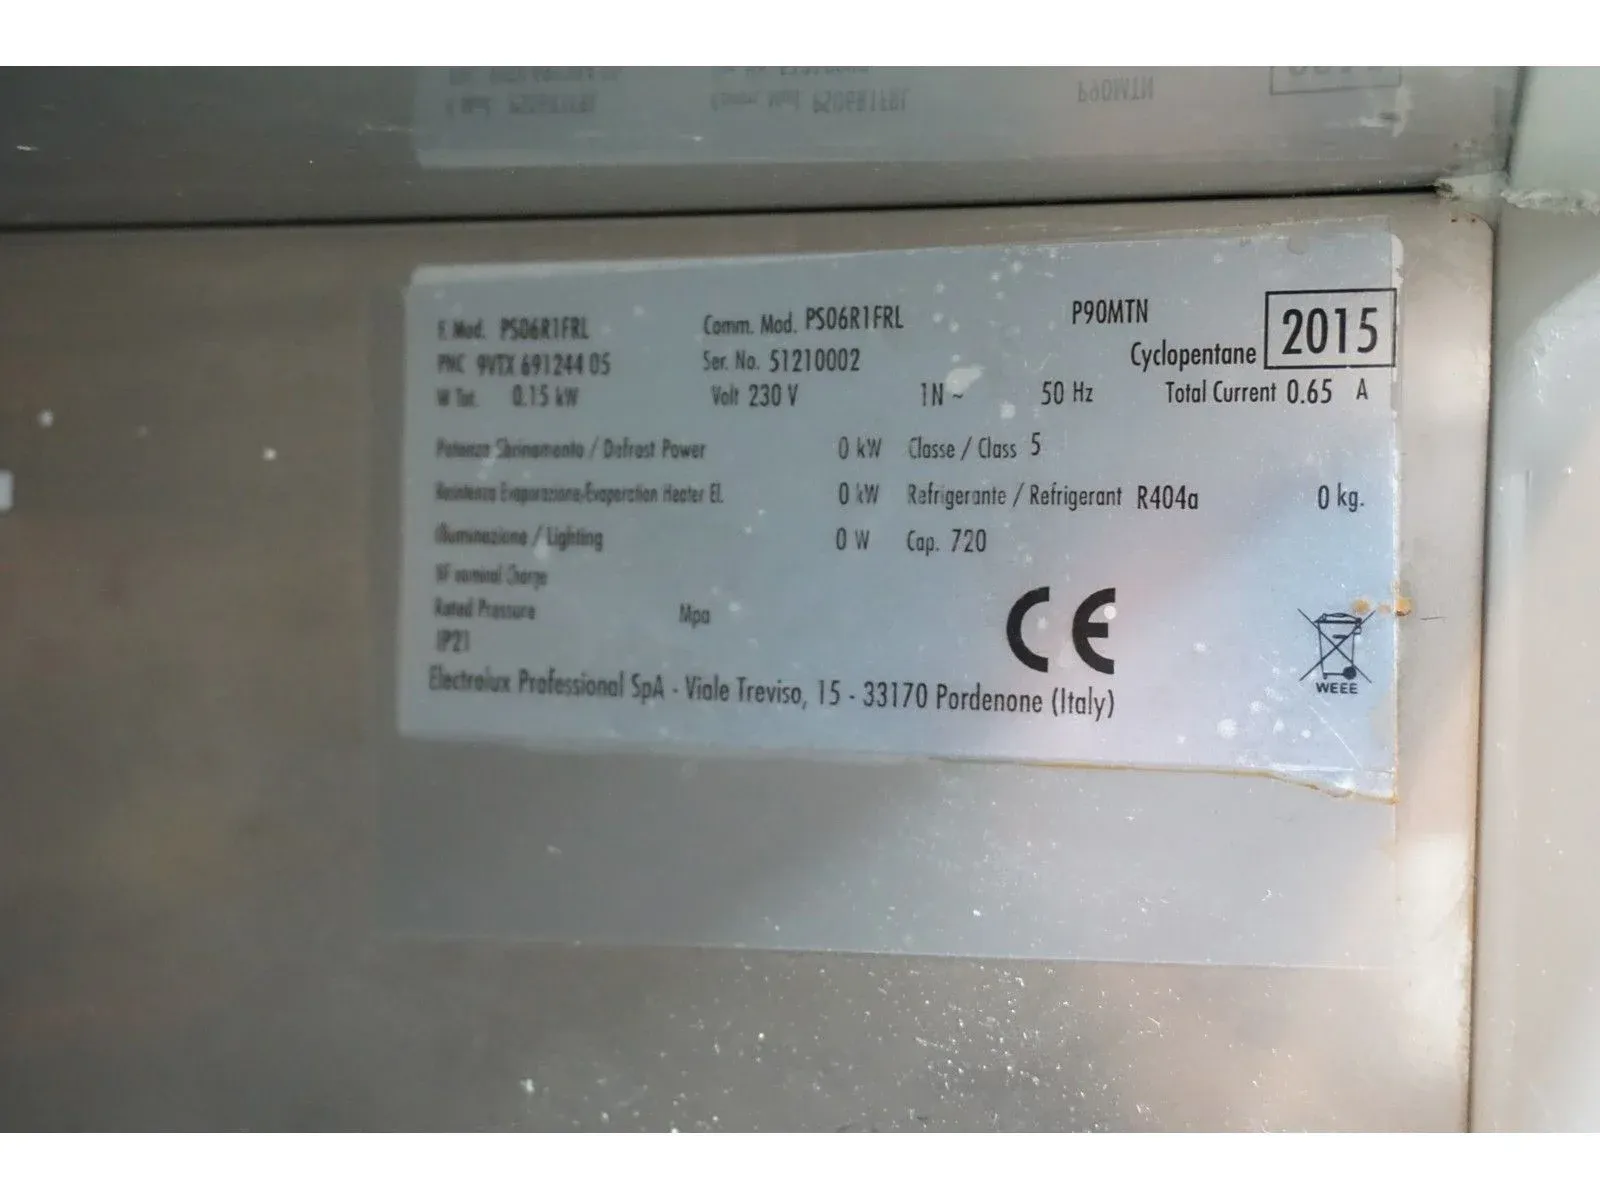 F. Mod. PS06R1FRL Comm. Mod. PS06R1FRL P90MTN 2015
Cyclopentane
PNC 9VTX 691244 05 Ser. No. 51210002
W Tot. 0.15 kW Volt 230 V 1N ~ 50 Hz Total Current 0.65 A
Potenza Sbrinamento / Defrost Power 0 kW Classe / Class 5
Resistenza Evaporazione/Evaporation Heater El. 0 kW Refrigerante / Refrigerant R404a 0 kg.
Illuminazione / Lighting 0 W Cap. 720
WF nominal Charge
Rated Pressure Mpa
IP21
CE
WEEE
Electrolux Professional SpA - Viale Treviso, 15 - 33170 Pordenone (Italy)